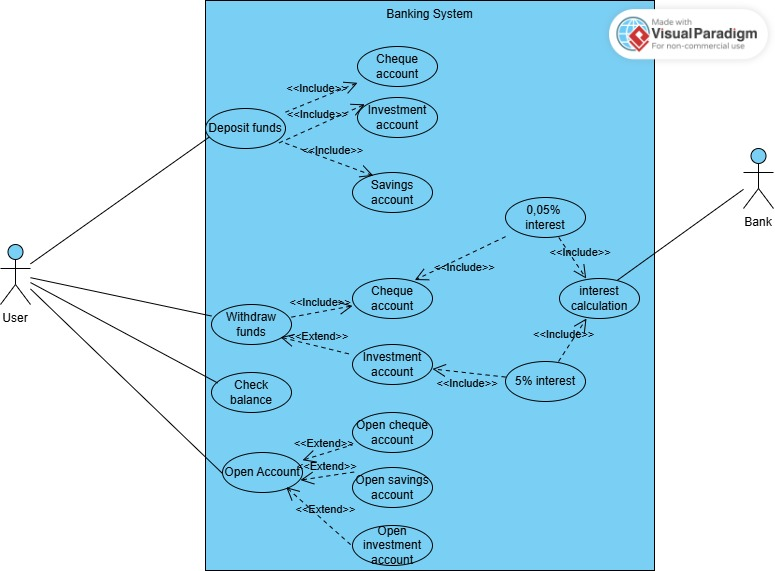 Banking System
Made with
VisualParadigm
For non-commercial use
Cheque
account
<<Include>>
Investment
account
<<Include>>
Deposit funds
<<Include>>
Savings
account
0,05%
interest
Bank
<<Include>>
<<Include>>
User
Cheque
account
<<Include>>
interest
calculation
Withdraw
funds
<<Extend>>
<<Include>>
Investment
account
<<Include>>
5% interest
Check
balance
Open cheque
account
<<Extend>>
<<Extend>>
Open Account
Open savings
account
<<Extend>>
Open
investment
account